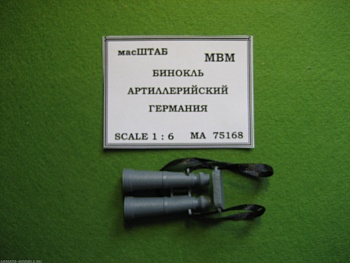 масШТАБ МВМ
БИНОКЛЬ
АРТИЛЛЕРИЙСКИЙ
ГЕРМАНИЯ
SCALE 1 : 6 МА 75168